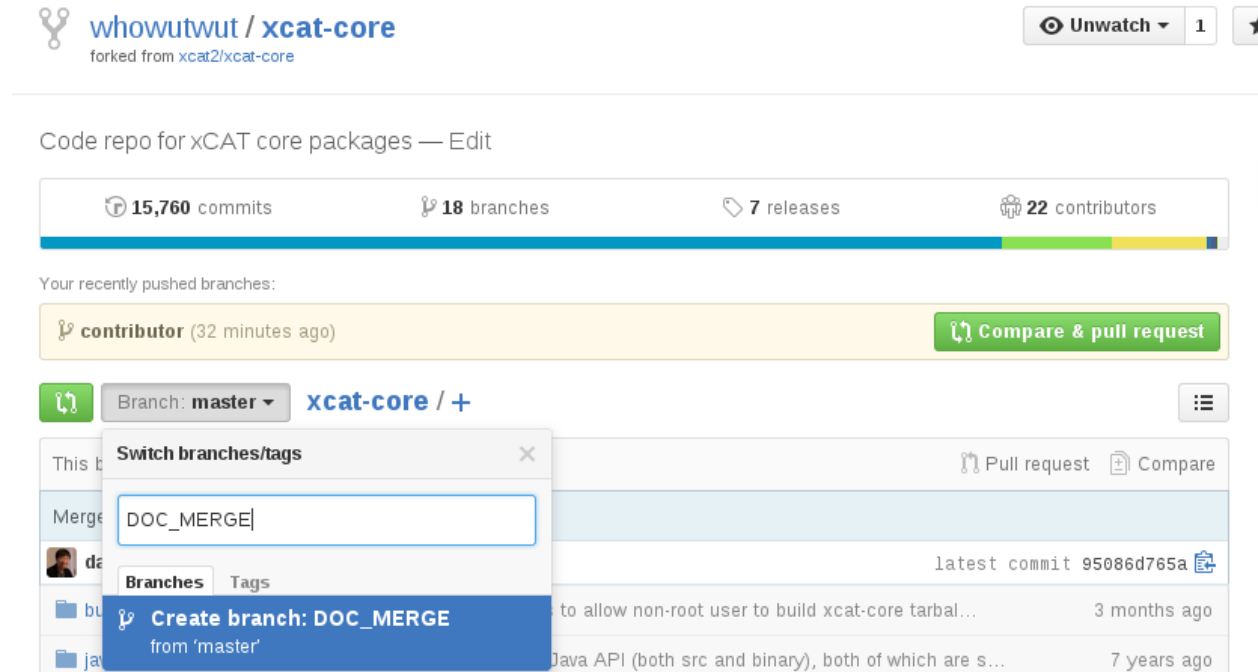 whowutwut / xcat-core
Unwatch 1
forked from xcat2/xcat-core
Code repo for xCAT core packages — Edit
15,760 commits 18 branches 7 releases 22 contributors
Your recently pushed branches:
contributor (32 minutes ago) Compare & pull request
Branch: master xcat-core / +
Switch branches/tags
This b Pull request Compare
DOC_MERGE
Merge
da latest commit 95086d765a
Branches Tags
Create branch: DOC_MERGE
bu to allow non-root user to build xcat-core tarbal... 3 months ago
from ‘master’
jav Java API (both src and binary), both of which are s... 7 years ago